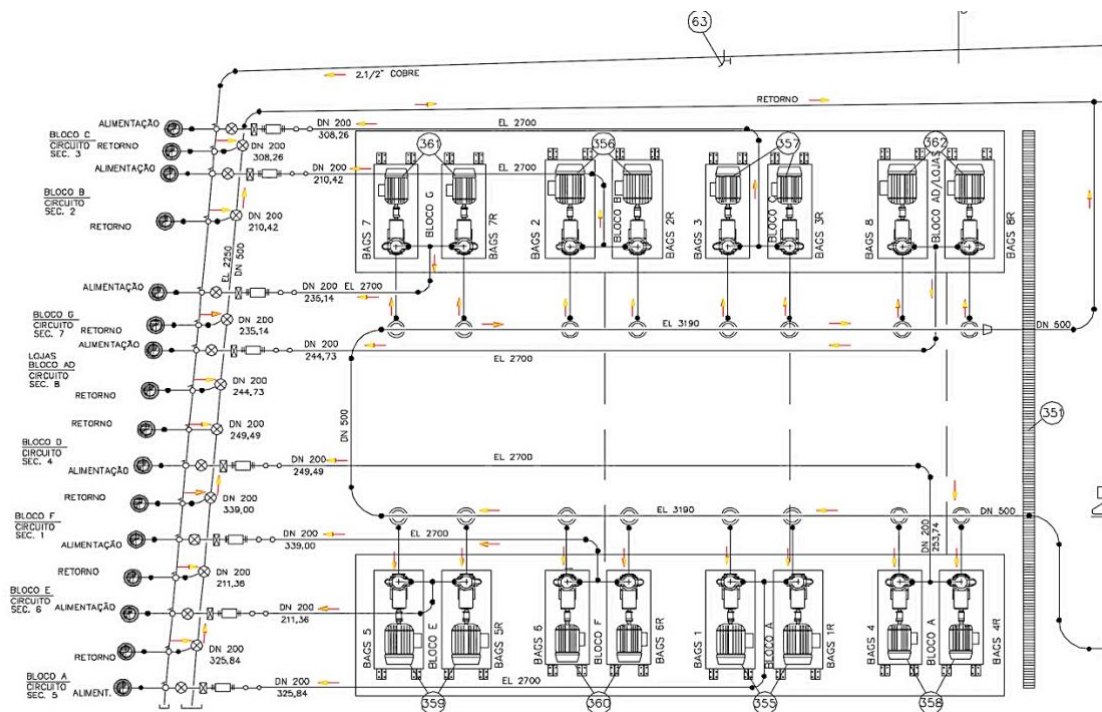 63
2.1/2" COBRE
RETORNO
ALIMENTAÇÃO
DN 200
308,26
EL 2700
BLOCO C
CIRCUITO
SEC. 3
RETORNO
DN 200
308,26
ALIMENTAÇÃO
DN 200
210,42
EL 2700
BLOCO B
CIRCUITO
SEC. 2
RETORNO
DN 200
210,42
EL 2250
DN 500
361
356
357
362
BAGS 7
BLOCO G
BAGS 7R
BAGS 2
BLOCO B
BAGS 2R
BAGS 3
BLOCO C
BAGS 3R
BAGS 8
BLOCO AD/LOJAS
BAGS 8R
ALIMENTAÇÃO
DN 200
235,14
EL 2700
BLOCO G
CIRCUITO
SEC. 7
RETORNO
DN 200
235,14
EL 3190
DN 500
ALIMENTAÇÃO
DN 200
244,73
EL 2700
LOJAS
BLOCO AD
CIRCUITO
SEC. 8
RETORNO
DN 200
244,73
DN 500
351
RETORNO
DN 200
249,49
BLOCO D
CIRCUITO
SEC. 4
ALIMENTAÇÃO
DN 200
249,49
EL 2700
RETORNO
DN 200
339,00
EL 3190
DN 500
BLOCO F
CIRCUITO
SEC. 1
ALIMENTAÇÃO
DN 200
339,00
EL 2700
DN 200
253,74
RETORNO
DN 200
211,36
BLOCO E
CIRCUITO
SEC. 6
ALIMENTAÇÃO
DN 200
211,36
BAGS 5
BLOCO E
BAGS 5R
BAGS 6
BLOCO F
BAGS 6R
BAGS 1
BLOCO A
BAGS 1R
BAGS 4
BLOCO A
BAGS 4R
RETORNO
DN 200
325,84
BLOCO A
CIRCUITO
SEC. 5
ALIMENT.
DN 200
325,84
EL 2700
359
360
355
358